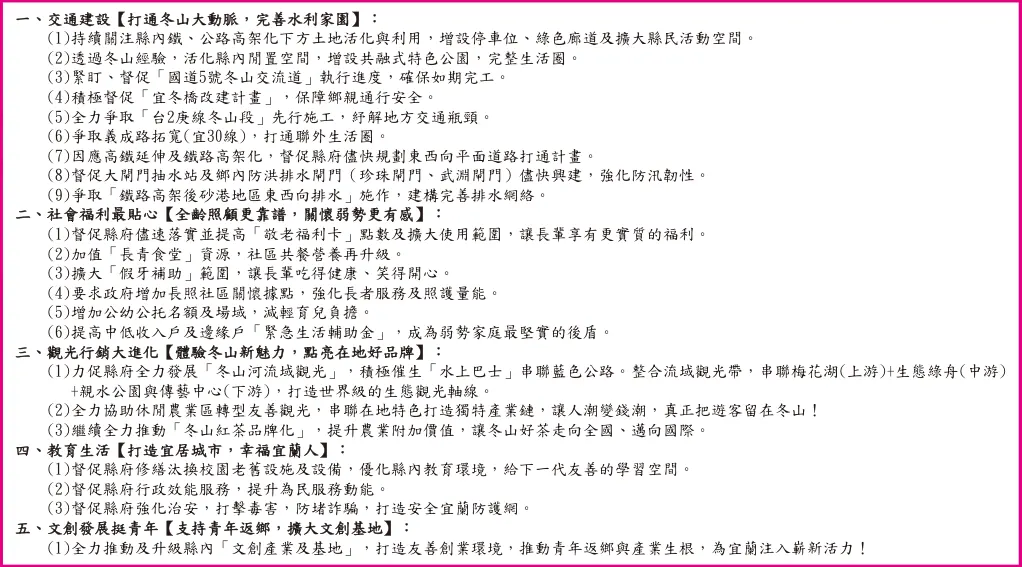 一、交通建設【打通冬山大動脈，完善水利家園】：
(1)持續關注縣內鐵、公路高架化下方土地活化與利用，增設停車位、綠色廊道及擴大縣民活動空間。
(2)透過冬山經驗，活化縣內閒置空間，增設共融式特色公園，完整生活圈。
(3)緊盯、督促「國道5號冬山交流道」執行進度，確保如期完工。
(4)積極督促「宜冬橋改建計畫」，保障鄉親通行安全。
(5)全力爭取「台2庚線冬山段」先行施工，紓解地方交通瓶頸。
(6)爭取義成路拓寬(宜30線)，打通聯外生活圈。
(7)因應高鐵延伸及鐵路高架化，督促縣府儘快規劃東西向平面道路打通計畫。
(8)督促大閘門抽水站及鄉內防洪排水閘門（珍珠閘門、武淵閘門）儘快興建，強化防汛韌性。
(9)爭取「鐵路高架後砂港地區東西向排水」施作，建構完善排水網絡。
二、社會福利最貼心【全齡照顧更靠譜，關懷弱勢更有感】：
(1)督促縣府儘速落實並提高「敬老福利卡」點數及擴大使用範圍，讓長輩享有更實質的福利。
(2)加值「長青食堂」資源，社區共餐營養再升級。
(3)擴大「假牙補助」範圍，讓長輩吃得健康、笑得開心。
(4)要求政府增加長照社區關懷據點，強化長者服務及照護量能。
(5)增加公幼公托名額及場域，減輕育兒負擔。
(6)提高中低收入戶及邊緣戶「緊急生活輔助金」，成為弱勢家庭最堅實的後盾。
三、觀光行銷大進化【體驗冬山新魅力，點亮在地好品牌】：
(1)力促縣府全力發展「冬山河流域觀光」，積極催生「水上巴士」串聯藍色公路。整合流域觀光帶，串聯梅花湖(上游)+生態綠舟(中游)
+親水公園與傳藝中心(下游)，打造世界級的生態觀光軸線。
(2)全力協助休閒農業區轉型友善觀光，串聯在地特色打造獨特產業鏈，讓人潮變錢潮，真正把遊客留在冬山！
(3)繼續全力推動「冬山紅茶品牌化」，提升農業附加價值，讓冬山好茶走向全國、邁向國際。
四、教育生活【打造宜居城市，幸福宜蘭人】：
(1)督促縣府修繕汰換校園老舊設施及設備，優化縣內教育環境，給下一代友善的學習空間。
(2)督促縣府行政效能服務，提升為民服務動能。
(3)督促縣府強化治安，打擊毒害，防堵詐騙，打造安全宜蘭防護網。
五、文創發展挺青年【支持青年返鄉，擴大文創基地】：
(1)全力推動及升級縣內「文創產業及基地」，打造友善創業環境，推動青年返鄉與產業生根，為宜蘭注入嶄新活力！